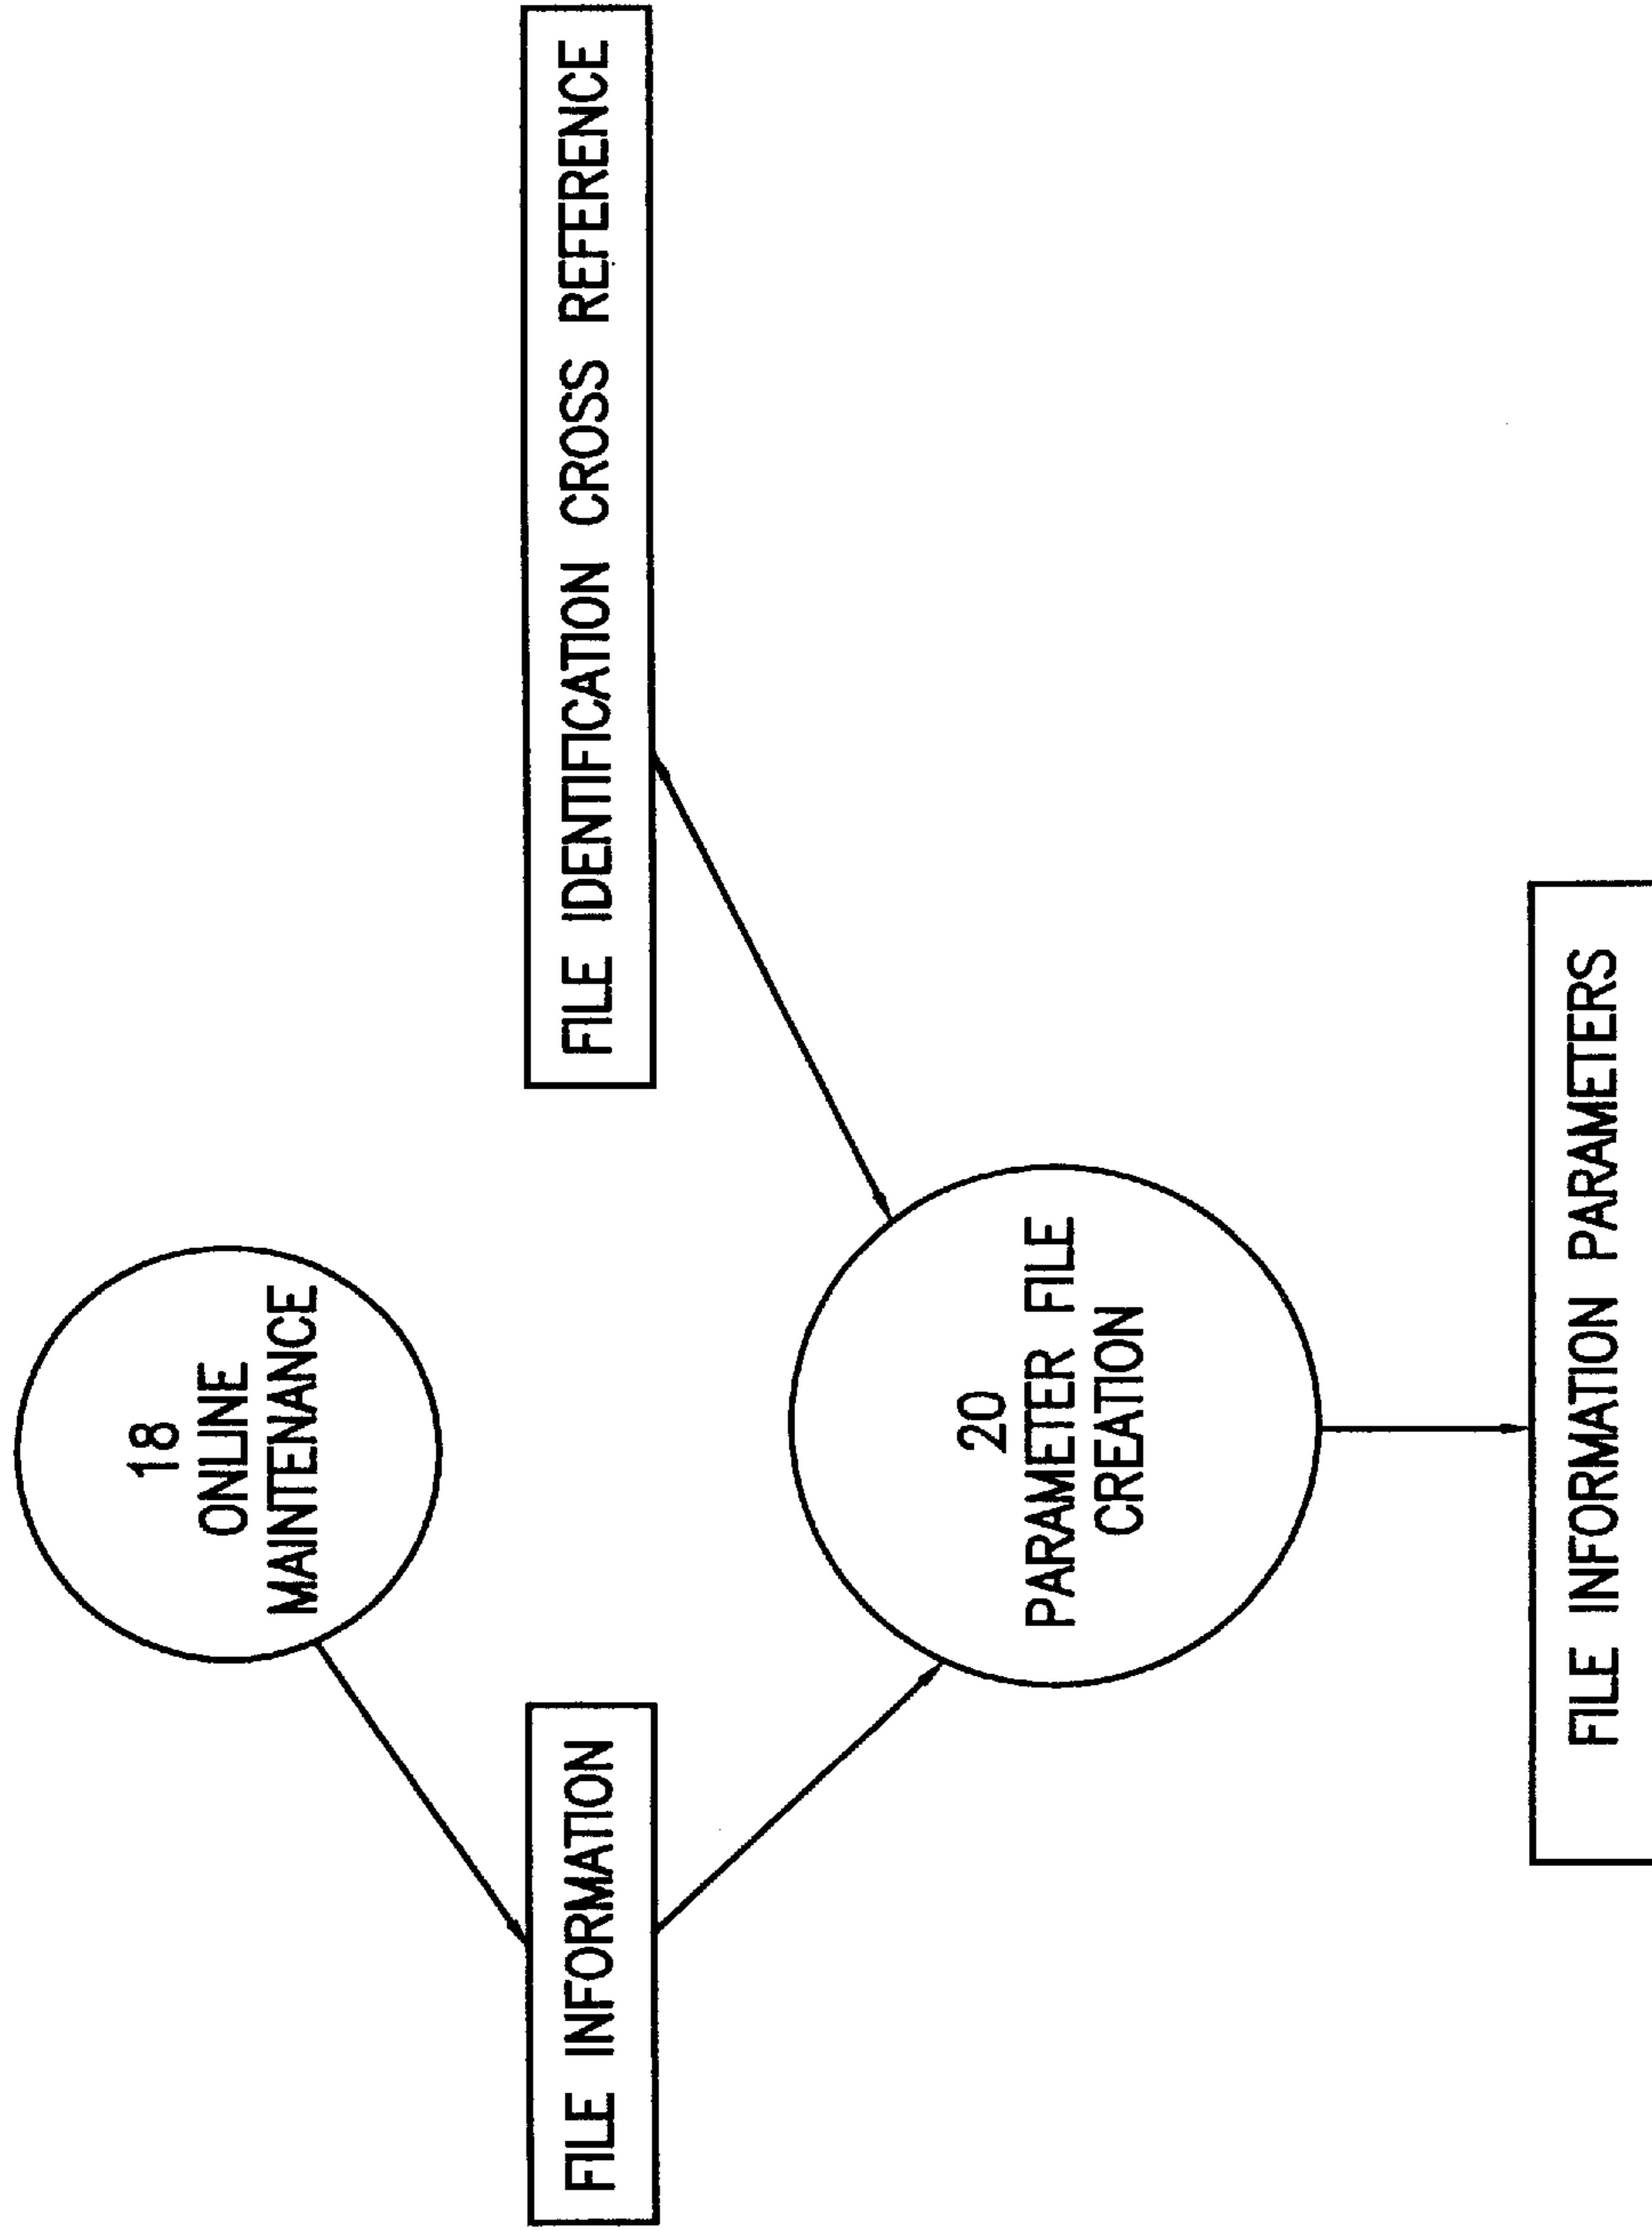 18
ONLINE
MAINTENANCE
FILE INFORMATION
FILE IDENTIFICATION CROSS REFERENCE
20
PARAMETER FILE
CREATION
FILE INFORMATION PARAMETERS